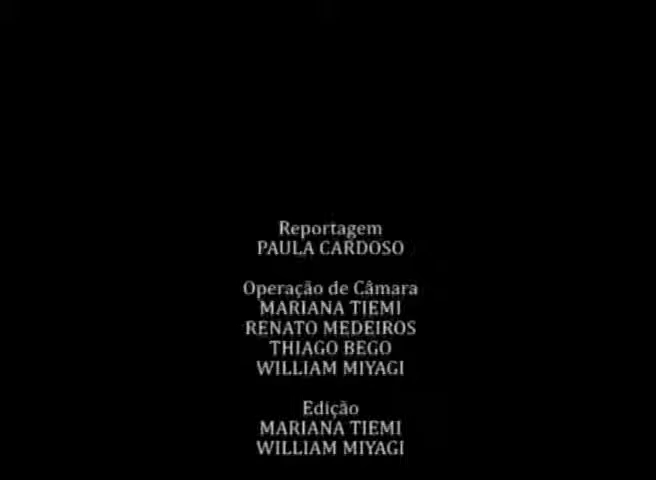 Reportagem
PAULA CARDOSO
Operação de Câmara
MARIANA TIEMI
RENATO MEDEIROS
THIAGO BEGO
WILLIAM MIYAGI
Edição
MARIANA TIEMI
WILLIAM MIYAGI